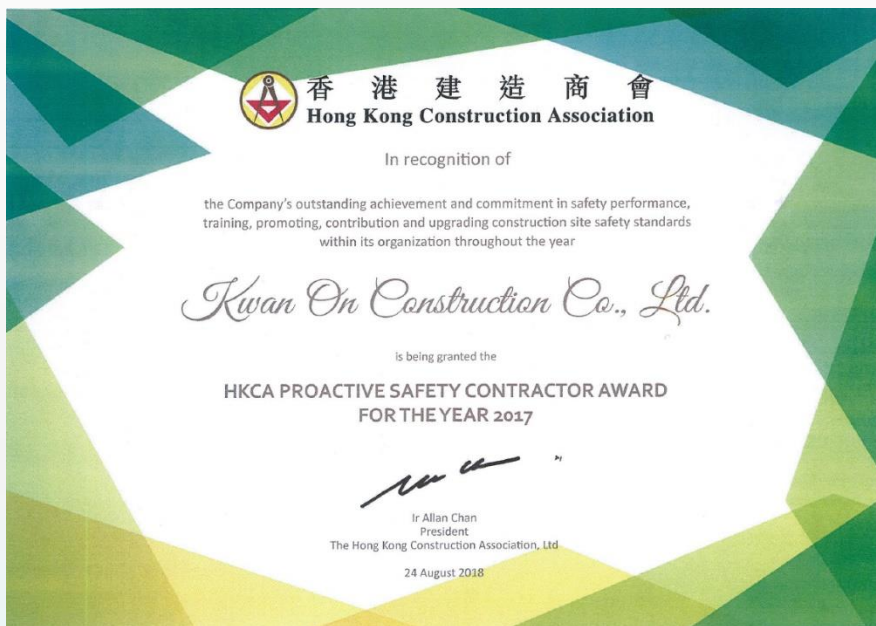 香港建造商會
Hong Kong Construction Association
In recognition of
the Company's outstanding achievement and commitment in safety performance,
training, promoting, contribution and upgrading construction site safety standards
within its organization throughout the year
Kwan On Construction Co., Ltd.
is being granted the
HKCA PROACTIVE SAFETY CONTRACTOR AWARD
FOR THE YEAR 2017
Ir Allan Chan
President
The Hong Kong Construction Association, Ltd
24 August 2018